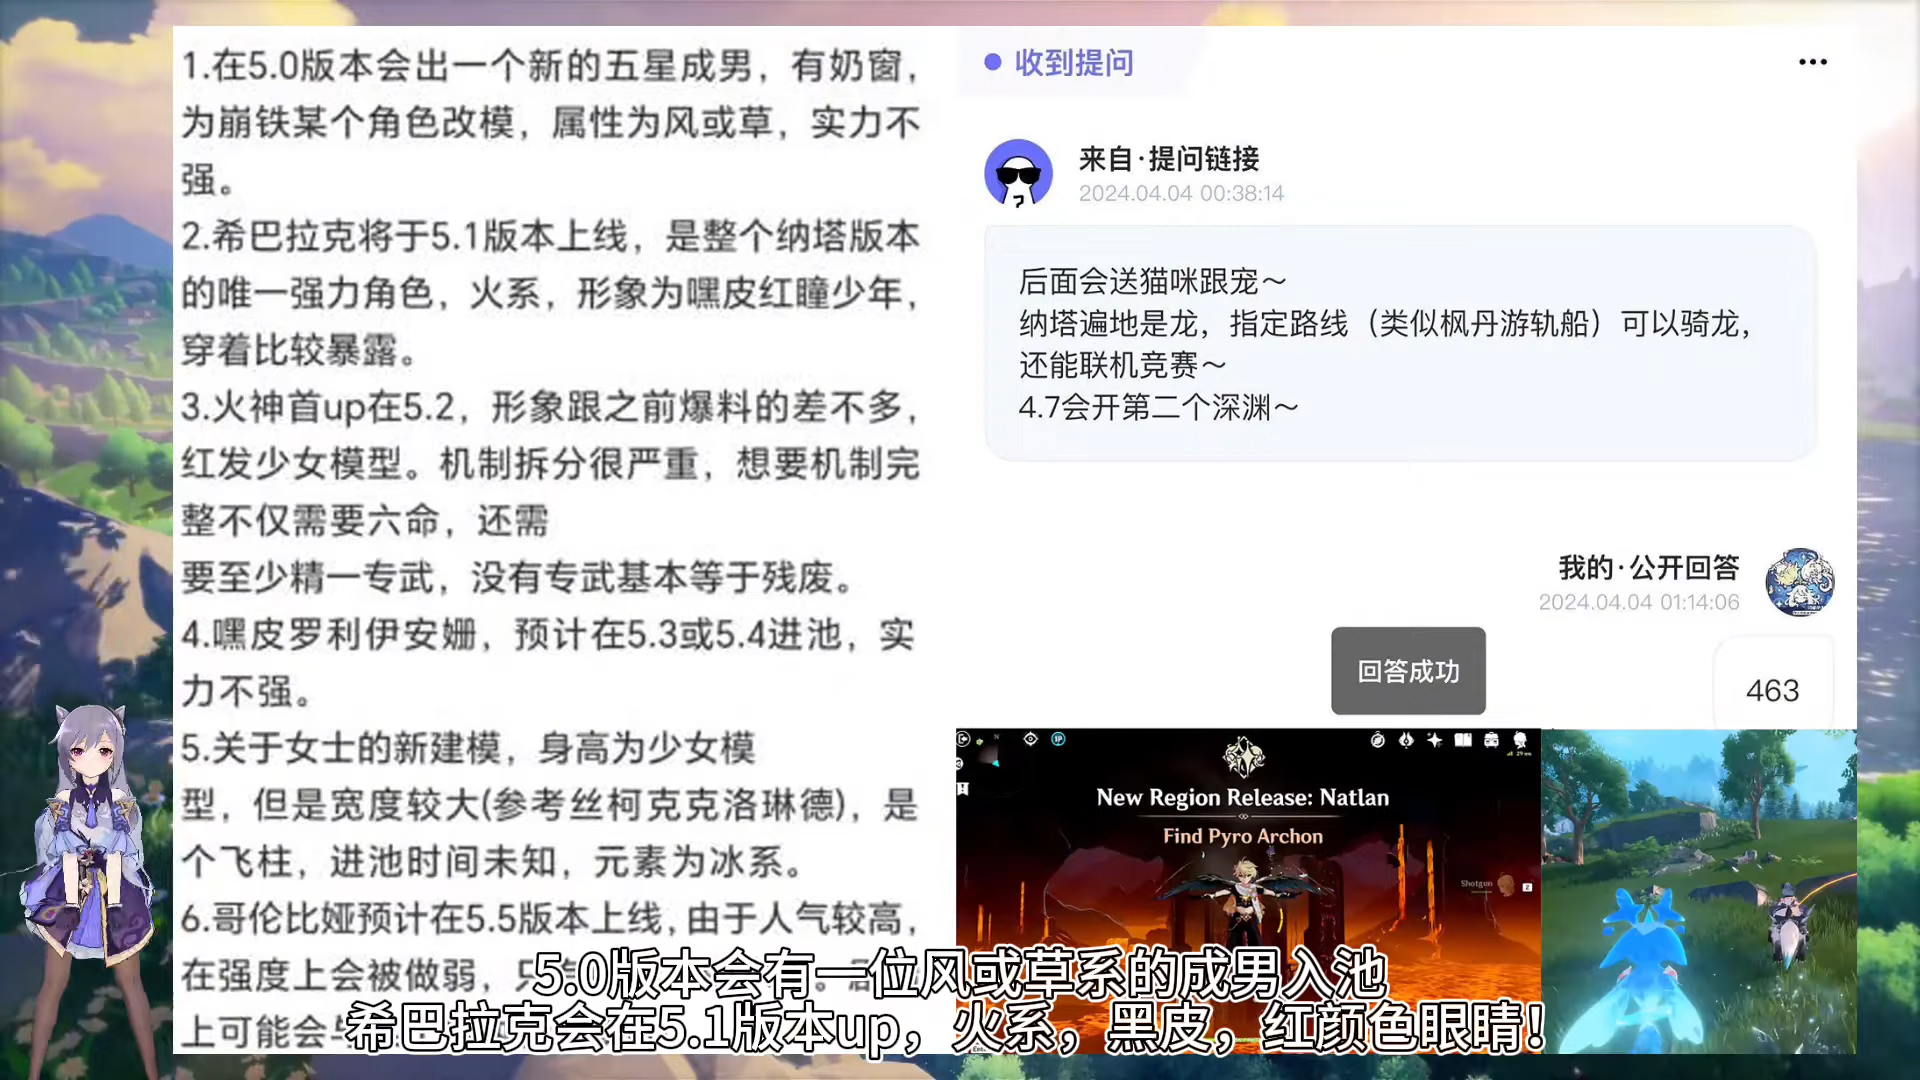 1.在5.0版本会出一个新的五星成男，有奶窗，
为崩铁某个角色改模，属性为风或草，实力不
强。
2.希巴拉克将于5.1版本上线，是整个纳塔版本
的唯一强力角色，火系，形象为嘿皮红瞳少年，
穿着比较暴露。
3.火神首up在5.2，形象跟之前爆料的差不多，
红发少女模型。机制拆分很严重，想要机制完
整不仅需要六命，还需
要至少精一专武，没有专武基本等于残废。
4.嘿皮罗利伊安姗，预计在5.3或5.4进池，实
力不强。
5.关于女士的新建模，身高为少女模
型，但是宽度较大(参考丝柯克克洛琳德)，是
个飞柱，进池时间未知，元素为冰系。
6.哥伦比娅预计在5.5版本上线，由于人气较高，
在强度上会被做弱，
上可能会
收到提问
来自·提问链接
2024.04.04 00:38:14
后面会送猫咪跟宠～
纳塔遍地是龙，指定路线（类似枫丹游轨船）可以骑龙，
还能联机竞赛～
4.7会开第二个深渊～
我的·公开回答
2024.04.04 01:14:06
回答成功
463
New Region Release: Natlan
Find Pyro Archon
Shotgun
5.0版本会有一位风或草系的成男入池
希巴拉克会在5.1版本up，火系，黑皮，红颜色眼睛！